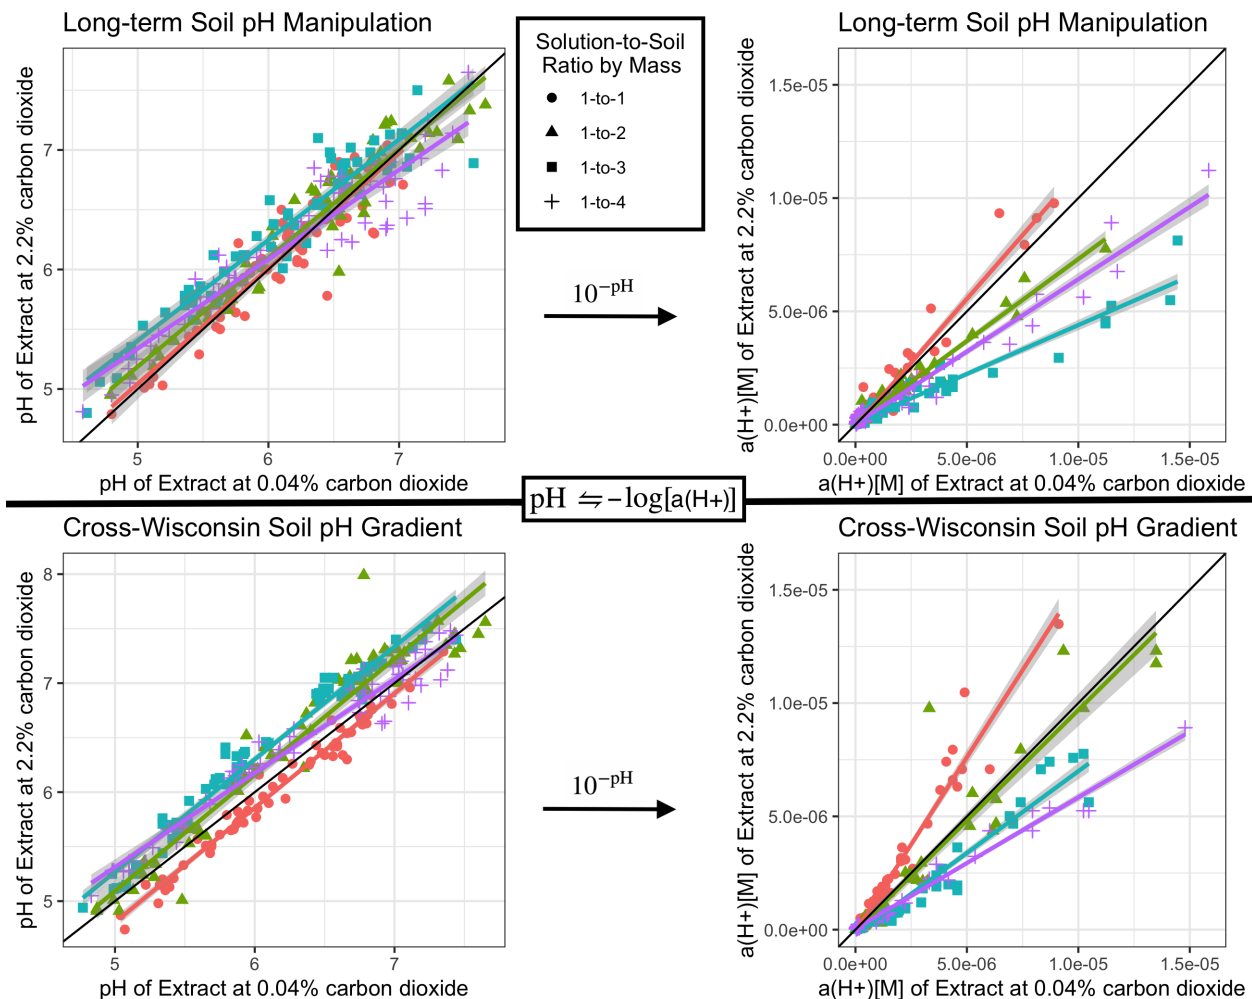 Long-term Soil pH Manipulation
pH of Extract at 2.2% carbon dioxide
7
6
5
5
6
7
pH of Extract at 0.04% carbon dioxide
Solution-to-Soil
Ratio by Mass
1-to-1
1-to-2
1-to-3
1-to-4
10^-pH
Long-term Soil pH Manipulation
a(H+)[M] of Extract at 2.2% carbon dioxide
1.5e-05
1.0e-05
5.0e-06
0.0e+00
0.0e+00
5.0e-06
1.0e-05
1.5e-05
a(H+)[M] of Extract at 0.04% carbon dioxide
pH ⇋ −log[a(H+)]
Cross-Wisconsin Soil pH Gradient
pH of Extract at 2.2% carbon dioxide
8
7
6
5
5
6
7
pH of Extract at 0.04% carbon dioxide
10^-pH
Cross-Wisconsin Soil pH Gradient
a(H+)[M] of Extract at 2.2% carbon dioxide
1.5e-05
1.0e-05
5.0e-06
0.0e+00
0.0e+00
5.0e-06
1.0e-05
1.5e-05
a(H+)[M] of Extract at 0.04% carbon dioxide